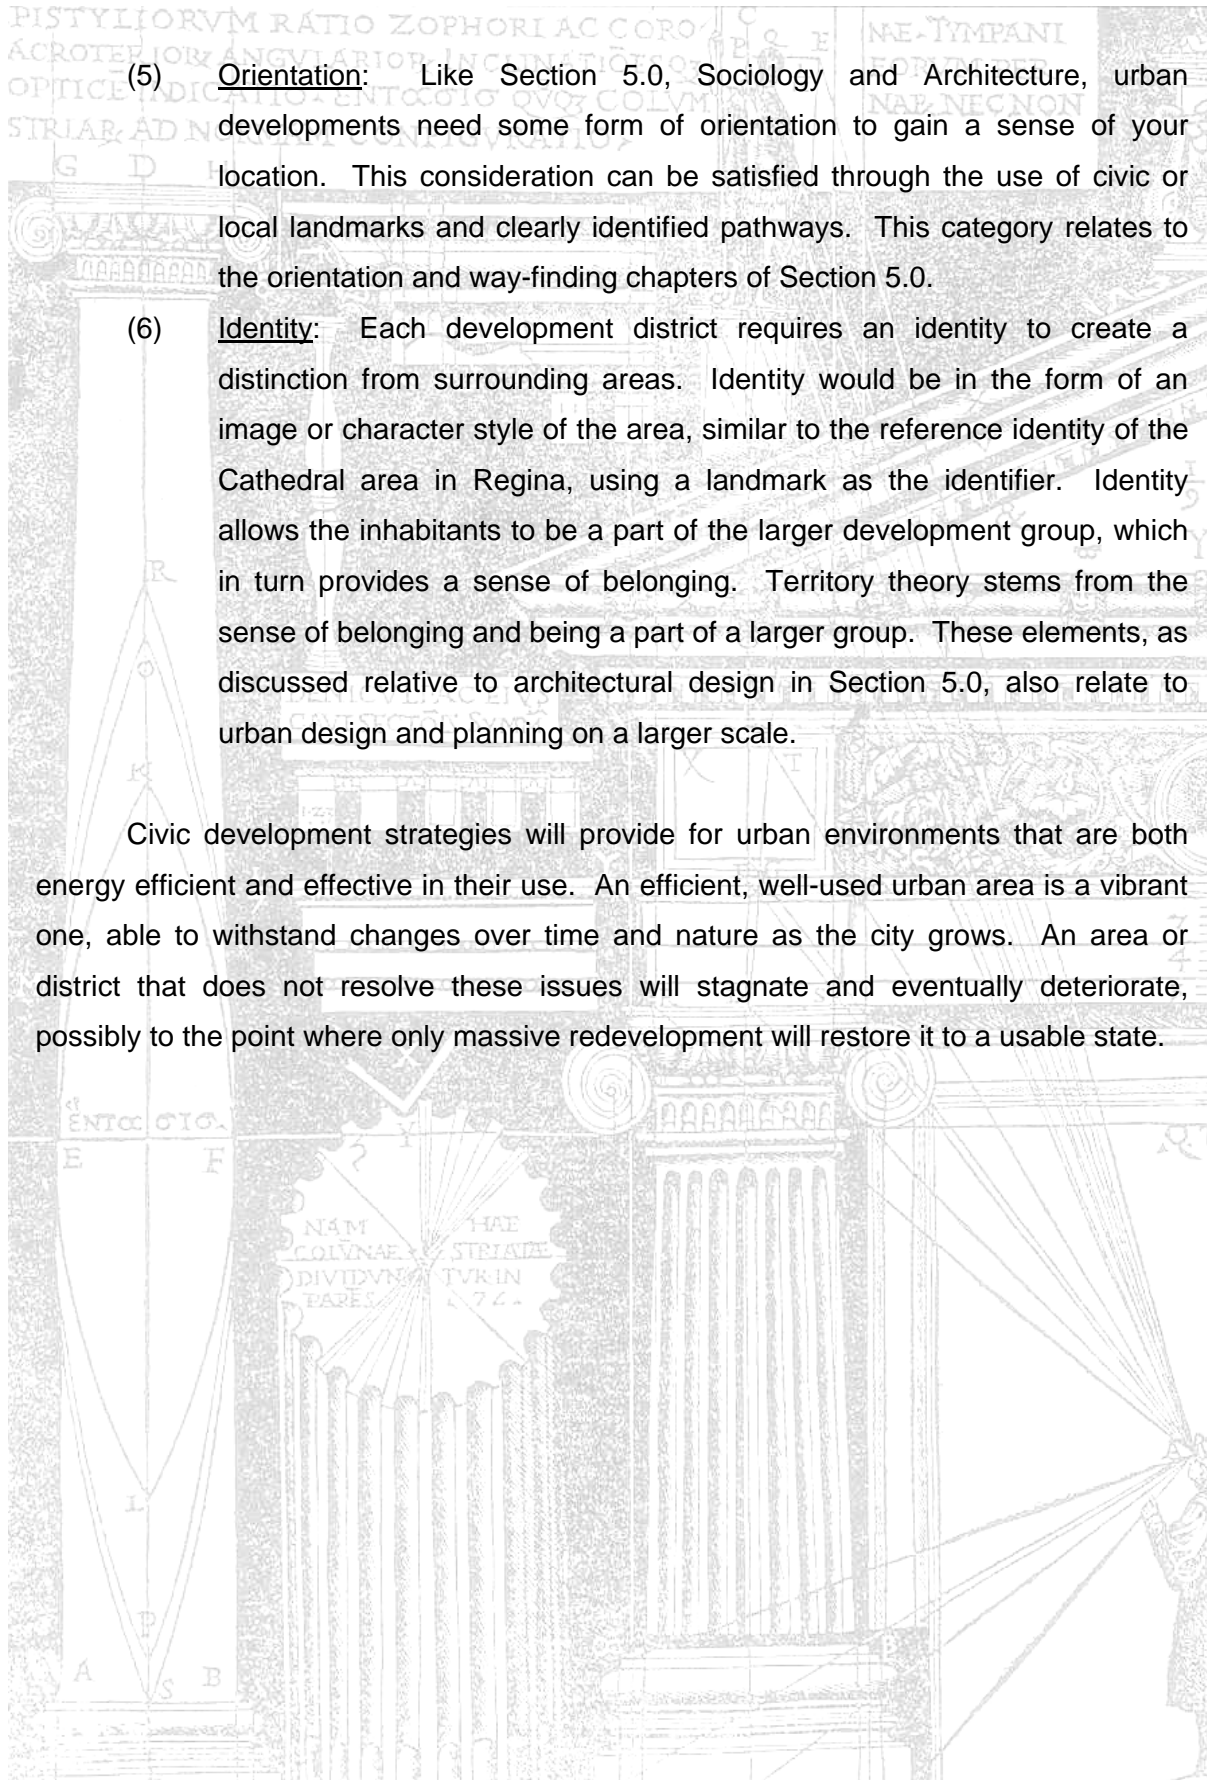 PISTYLIORVM RATIO ZOPHORI AC CORO
NAE TYMPANI
(5) Orientation: Like Section 5.0, Sociology and Architecture, urban
developments need some form of orientation to gain a sense of your
location. This consideration can be satisfied through the use of civic or
local landmarks and clearly identified pathways. This category relates to
the orientation and way-finding chapters of Section 5.0.
(6) Identity: Each development district requires an identity to create a
distinction from surrounding areas. Identity would be in the form of an
image or character style of the area, similar to the reference identity of the
Cathedral area in Regina, using a landmark as the identifier. Identity
allows the inhabitants to be a part of the larger development group, which
in turn provides a sense of belonging. Territory theory stems from the
sense of belonging and being a part of a larger group. These elements, as
discussed relative to architectural design in Section 5.0, also relate to
urban design and planning on a larger scale.
Civic development strategies will provide for urban environments that are both
energy efficient and effective in their use. An efficient, well-used urban area is a vibrant
one, able to withstand changes over time and nature as the city grows. An area or
district that does not resolve these issues will stagnate and eventually deteriorate,
possibly to the point where only massive redevelopment will restore it to a usable state.
E F
NAM HAE
COLVNAE STRIATAE
DIVIDVN TVR IN
PARES
L
P
A S B